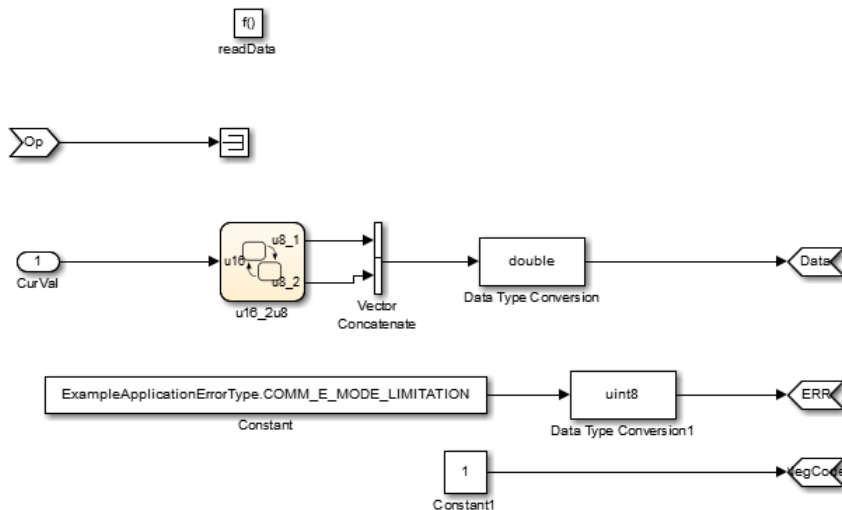 f()
readData
Op
1
CurVal
u16
u8_1
u8_2
u16_2u8
Vector
Concatenate
double
Data Type Conversion
Data
ExampleApplicationErrorType.COMM_E_MODE_LIMITATION
Constant
uint8
Data Type Conversion1
ERR
1
Constant1